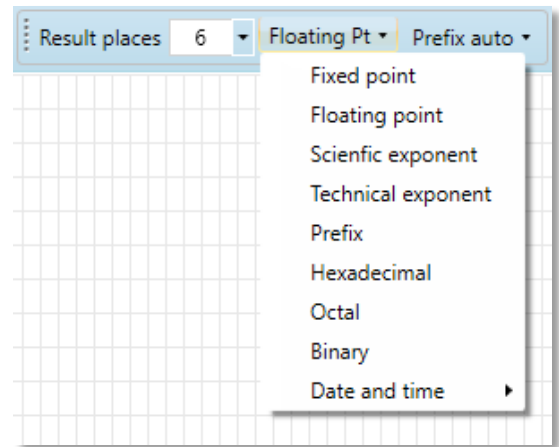 Result places 6 Floating Pt Prefix auto
Fixed point
Floating point
Scienfic exponent
Technical exponent
Prefix
Hexadecimal
Octal
Binary
Date and time